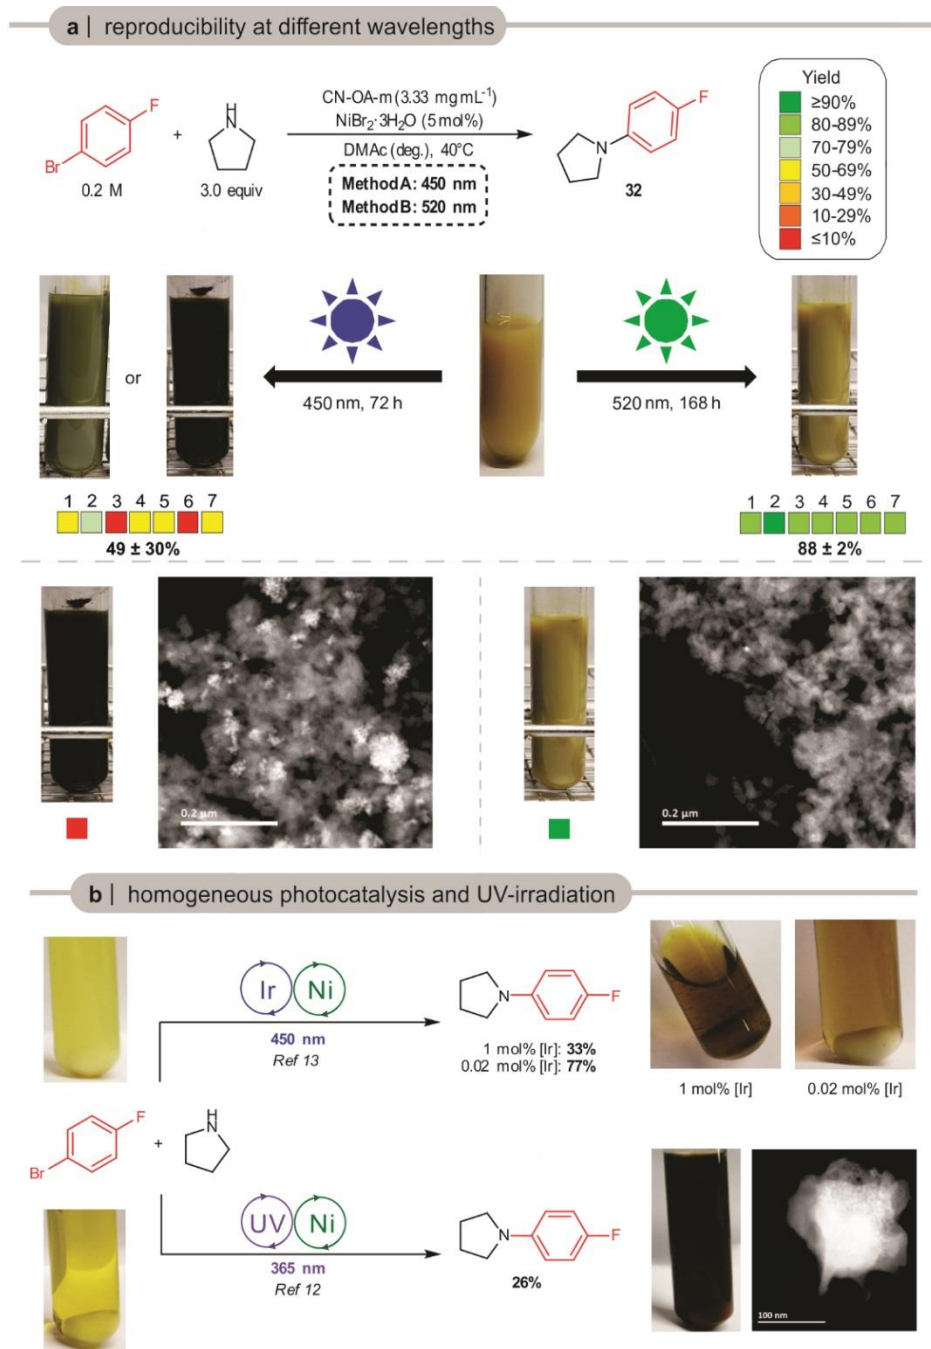 a | reproducibility at different wavelengths
Br
F
0.2 M
+
H
N
3.0 equiv
CN-OA-m (3.33 mg mL⁻¹)
NiBr₂·3H₂O (5 mol%)
DMAc (deg.), 40°C
Method A: 450 nm
Method B: 520 nm
N
F
32
Yield
≥90%
80-89%
70-79%
50-69%
30-49%
10-29%
≤10%
or
450 nm, 72 h
520 nm, 168 h
1 2 3 4 5 6 7
49 ± 30%
1 2 3 4 5 6 7
88 ± 2%
0.2 µm
0.2 µm
b | homogeneous photocatalysis and UV-irradiation
Ir Ni
450 nm
Ref 13
N
F
1 mol% [Ir]: 33%
0.02 mol% [Ir]: 77%
1 mol% [Ir]
0.02 mol% [Ir]
Br
F
+
H
N
UV Ni
365 nm
Ref 12
N
F
26%
100 nm